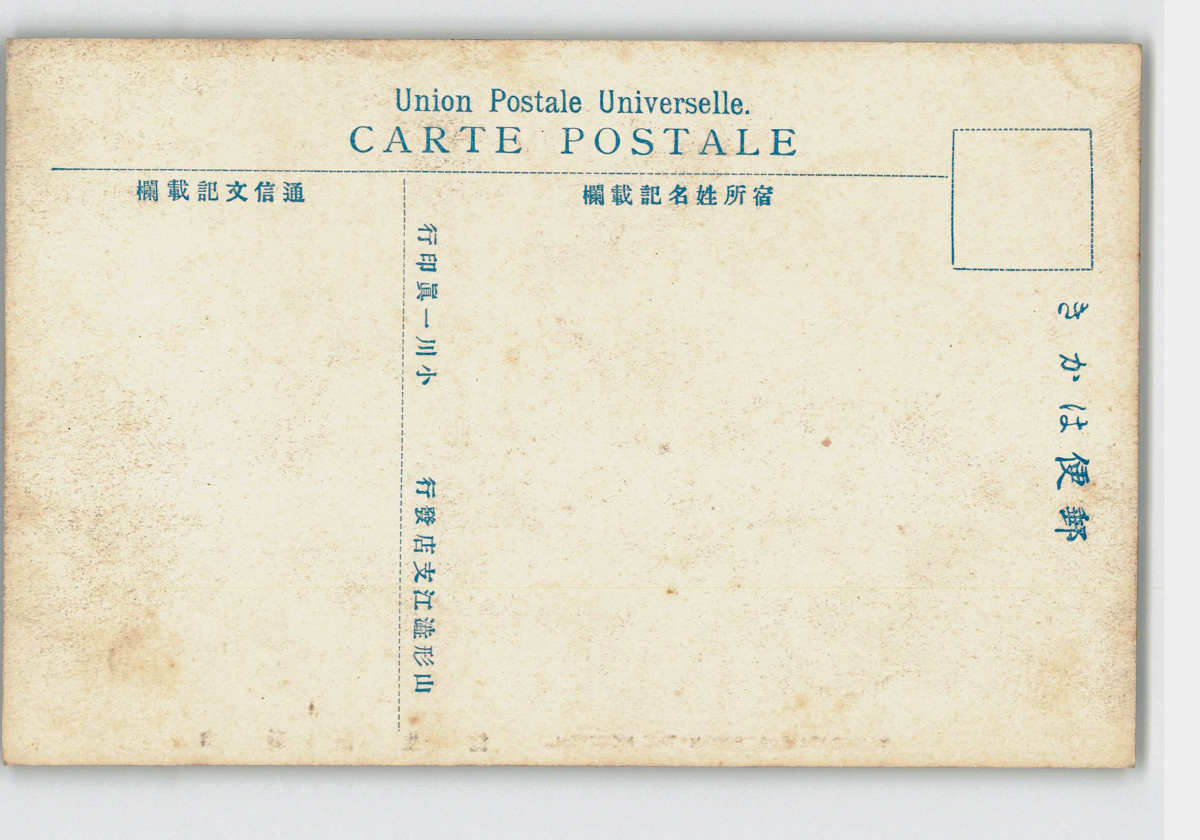 Union Postale Universelle.
CARTE POSTALE
郵便はかき
宿所姓名記載欄
通信文記載欄
山形澁江支店發行 小川一眞印行